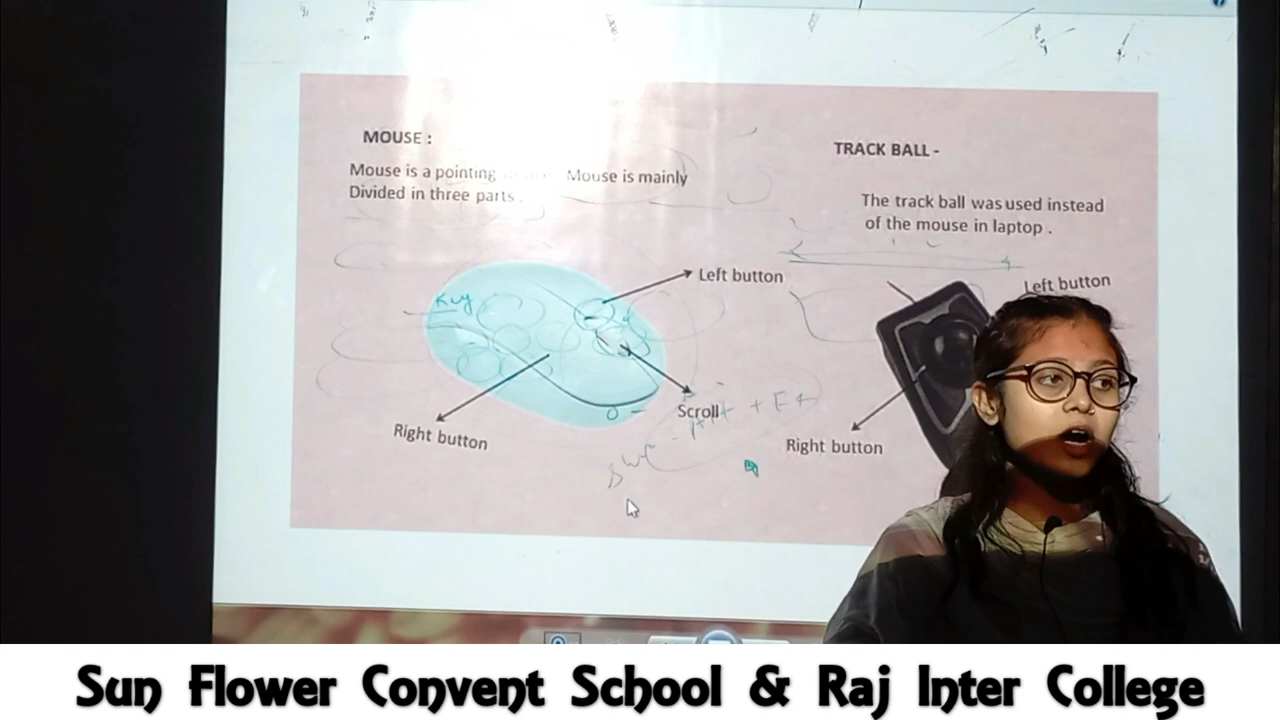 MOUSE :
Mouse is a pointing Mouse is mainly
Divided in three parts .
Left button
Key
Scroll
Right button
TRACK BALL -
The track ball was used instead
of the mouse in laptop .
Left button
Right button
Sun Flower Convent School & Raj Inter College